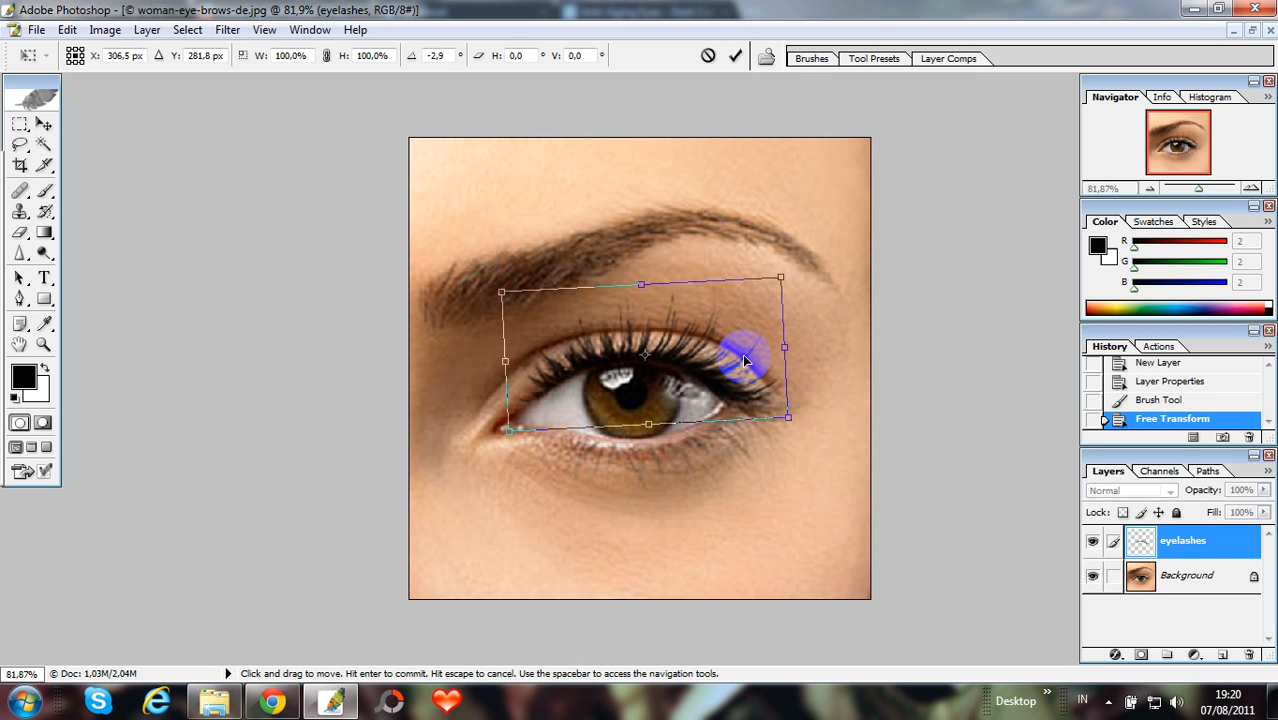 Adobe Photoshop - [© woman-eye-brows-de.jpg @ 81,9% (eyelashes, RGB/8#)]
File Edit Image Layer Select Filter View Window Help
X: 306,5 px Y: 281,8 px W: 100,0% H: 100,0% -2,9 ° H: 0,0 ° V: 0,0 °
Brushes Tool Presets Layer Comps
Navigator Info Histogram
81,87%
Color Swatches Styles
R 2
G 2
B 2
History Actions
New Layer
Layer Properties
Brush Tool
Free Transform
Layers Channels Paths
Normal Opacity: 100%
Lock: Fill: 100%
eyelashes
Background
81,87% Doc: 1,03M/2,04M Click and drag to move. Hit enter to commit. Hit escape to cancel. Use the spacebar to access the navigation tools.
Desktop » IN 19:20
07/08/2011